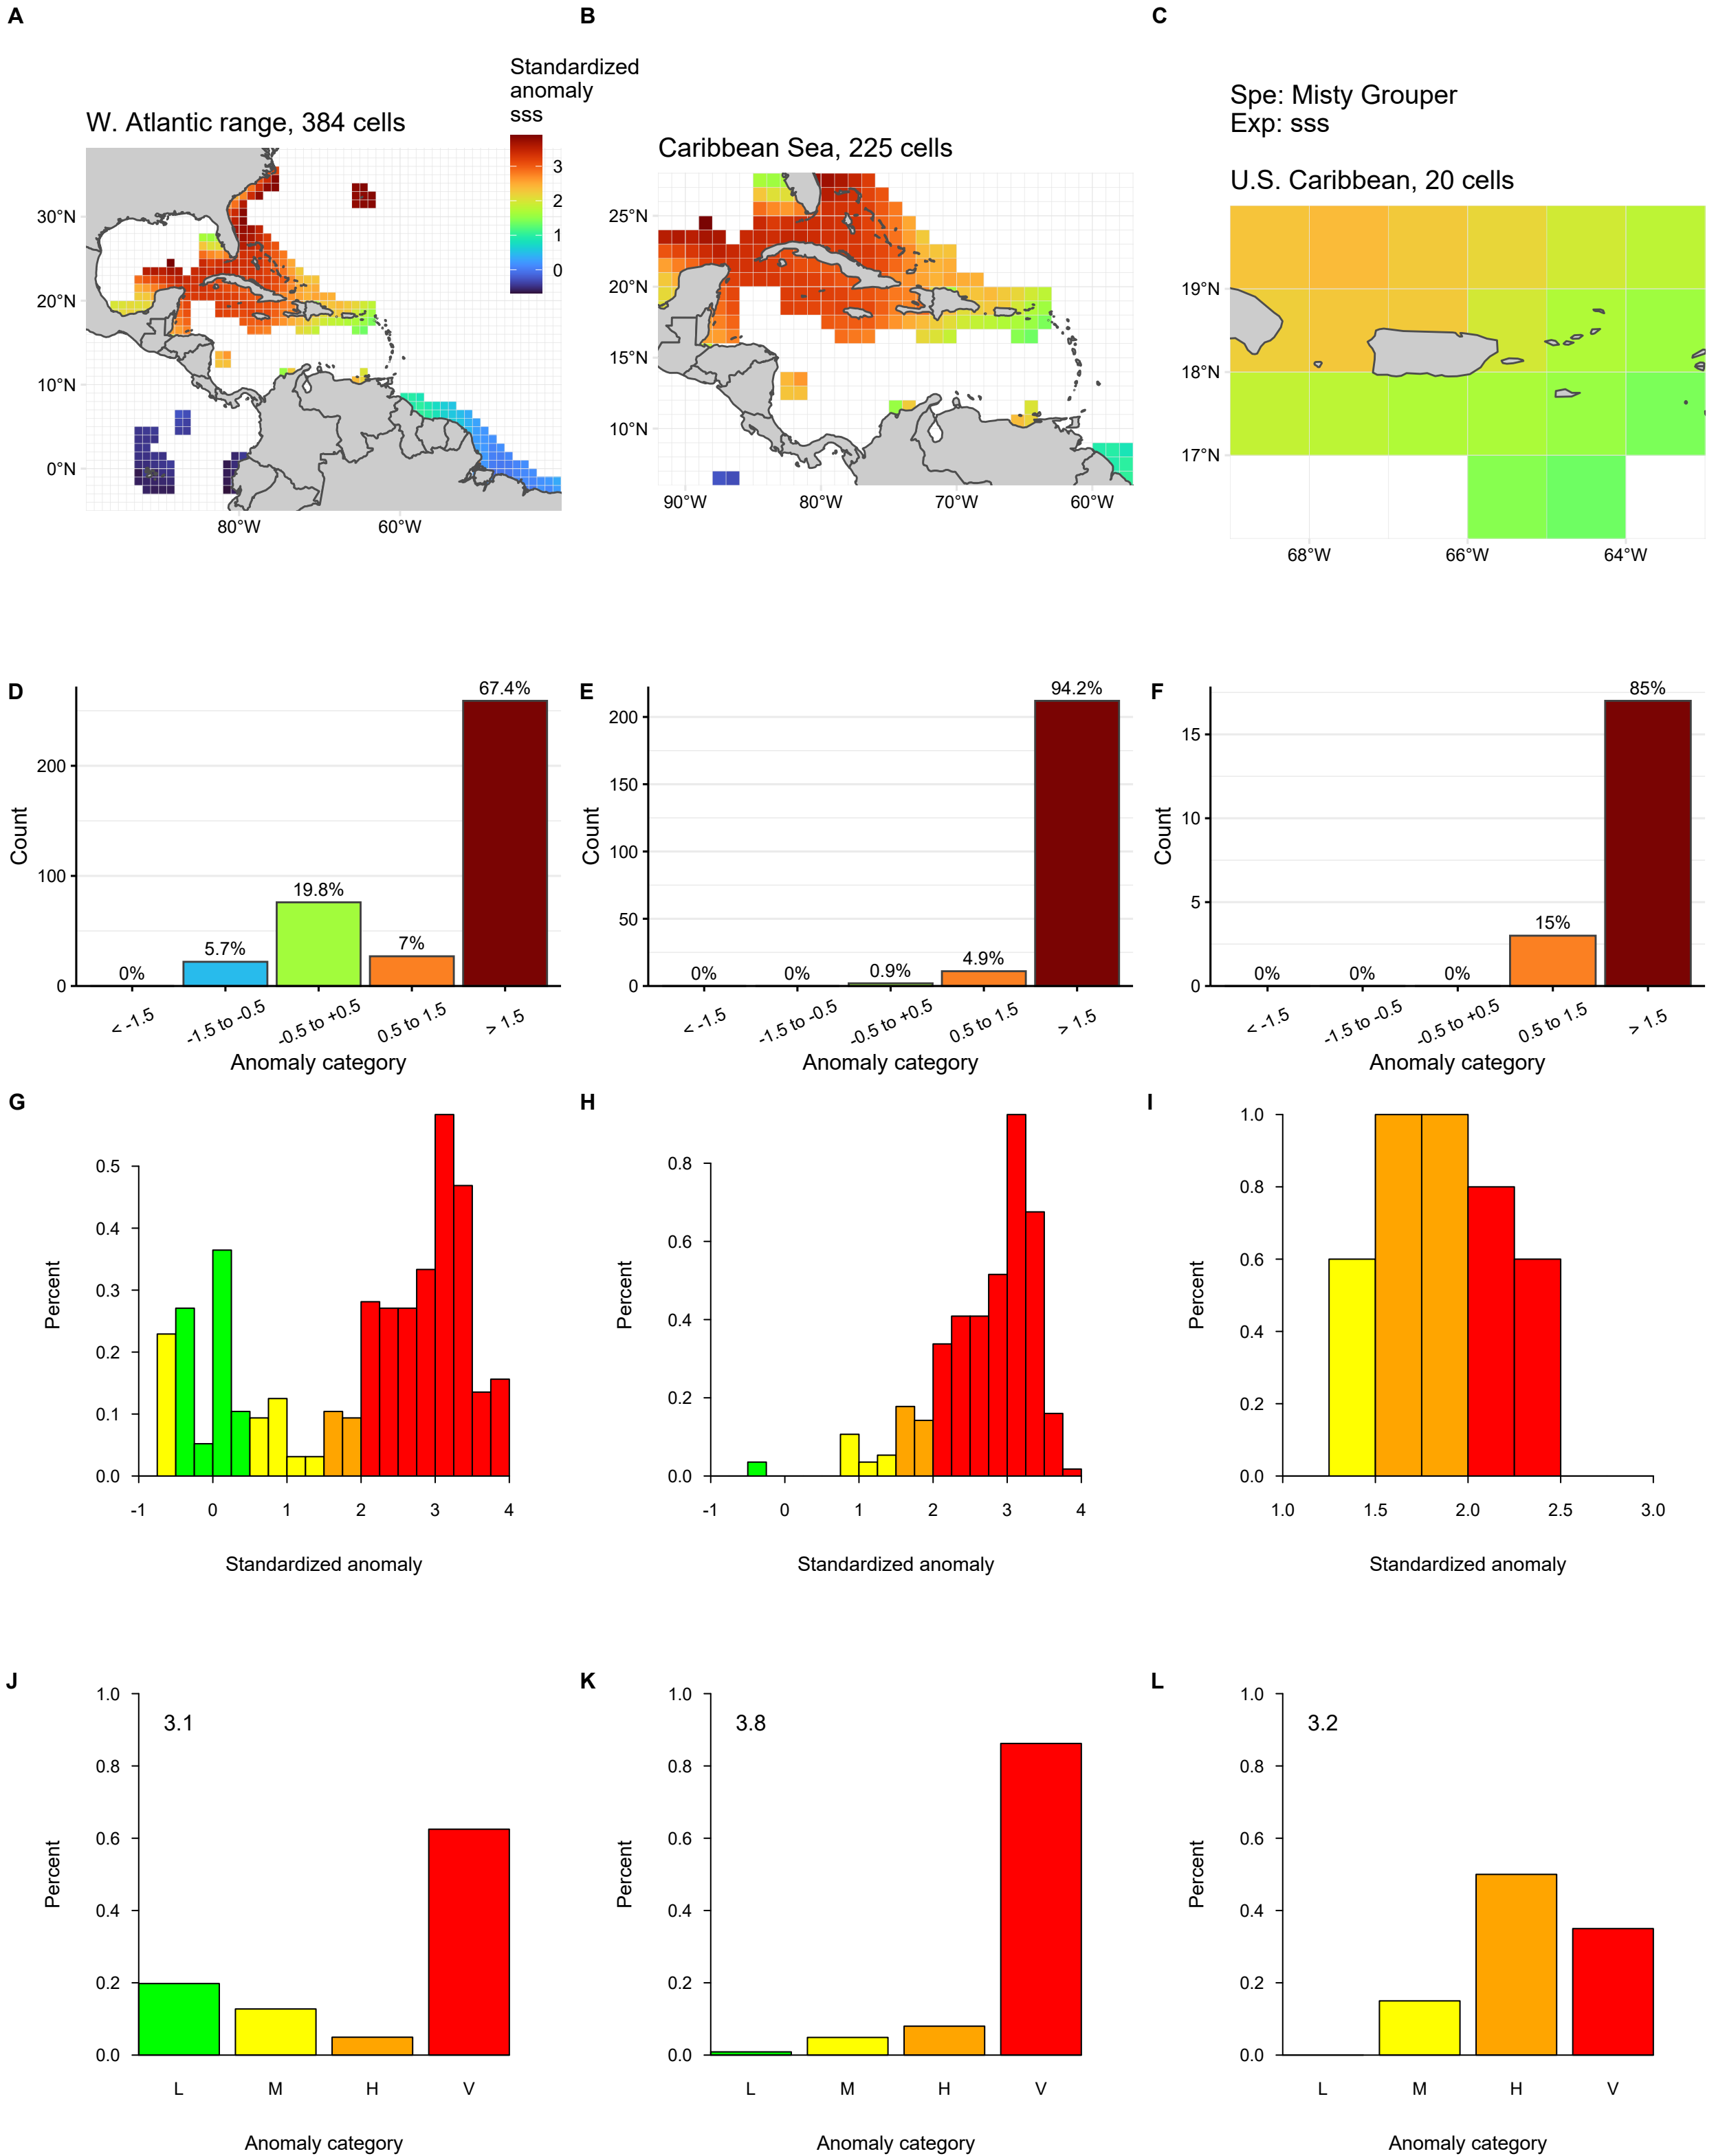 A
B
C
Standardized
anomaly
sss
3
2
1
0
W. Atlantic range, 384 cells
30°N
20°N
10°N
0°N
80°W
60°W
Caribbean Sea, 225 cells
25°N
20°N
15°N
10°N
90°W
80°W
70°W
60°W
Spe: Misty Grouper
Exp: sss
U.S. Caribbean, 20 cells
19°N
18°N
17°N
68°W
66°W
64°W
D
Count
200
100
0
0%
5.7%
19.8%
7%
67.4%
< -1.5
-1.5 to -0.5
-0.5 to +0.5
0.5 to 1.5
> 1.5
Anomaly category
E
Count
200
150
100
50
0
0%
0%
0.9%
4.9%
94.2%
< -1.5
-1.5 to -0.5
-0.5 to +0.5
0.5 to 1.5
> 1.5
Anomaly category
F
Count
15
10
5
0
0%
0%
0%
15%
85%
< -1.5
-1.5 to -0.5
-0.5 to +0.5
0.5 to 1.5
> 1.5
Anomaly category
G
Percent
0.5
0.4
0.3
0.2
0.1
0.0
-1 0 1 2 3 4
Standardized anomaly
H
Percent
0.8
0.6
0.4
0.2
0.0
-1 0 1 2 3 4
Standardized anomaly
I
Percent
1.0
0.8
0.6
0.4
0.2
0.0
1.0 1.5 2.0 2.5 3.0
Standardized anomaly
J
3.1
Percent
1.0
0.8
0.6
0.4
0.2
0.0
L M H V
Anomaly category
K
3.8
Percent
1.0
0.8
0.6
0.4
0.2
0.0
L M H V
Anomaly category
L
3.2
Percent
1.0
0.8
0.6
0.4
0.2
0.0
L M H V
Anomaly category